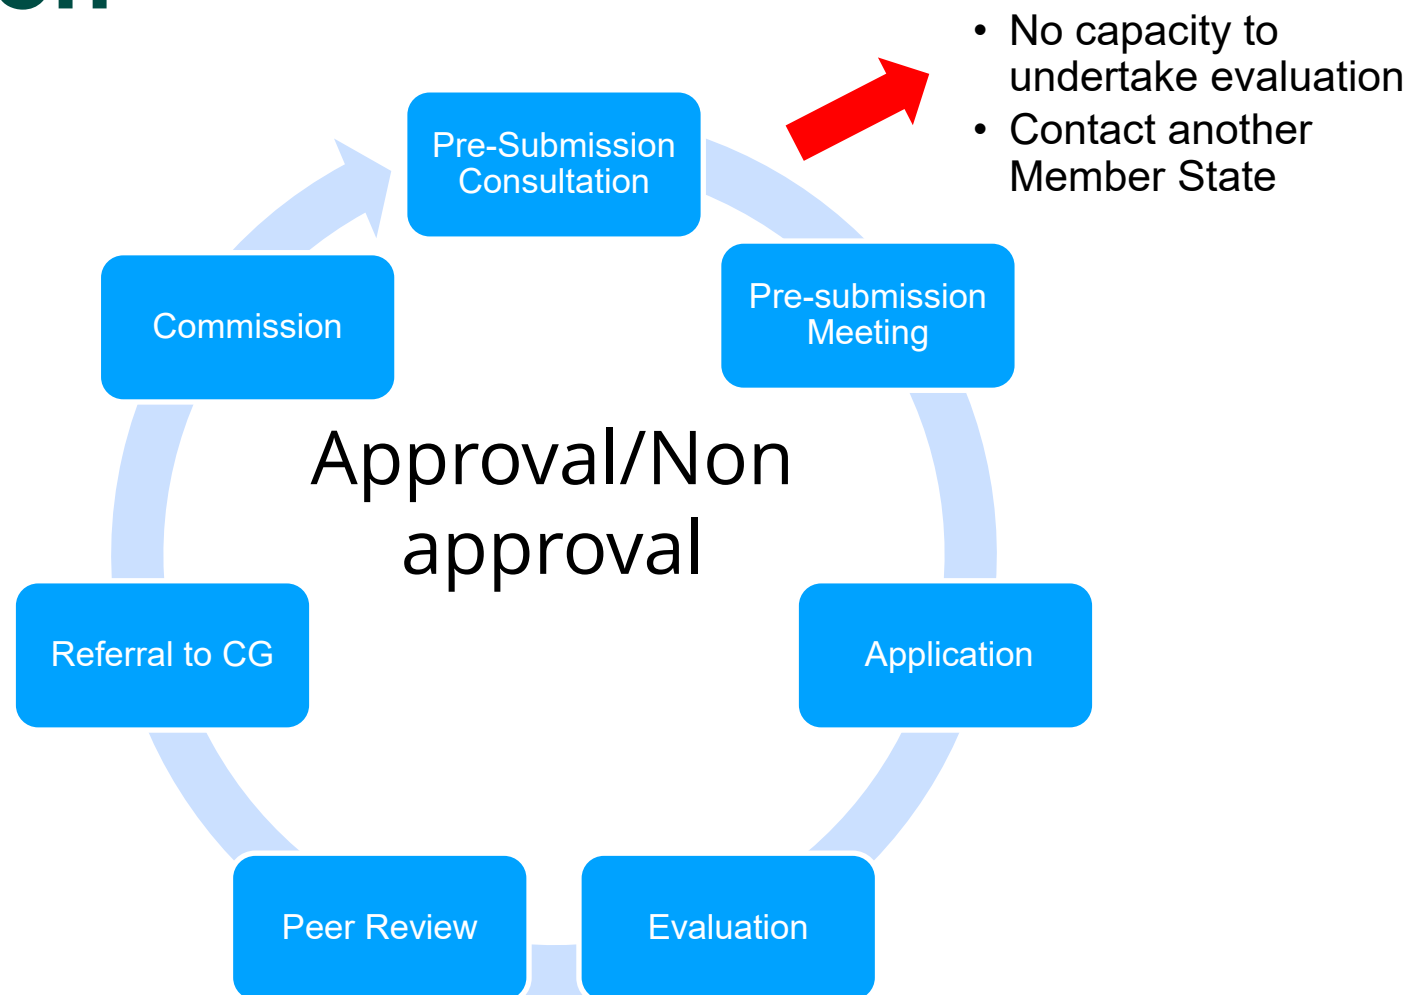 • No capacity to
undertake evaluation
• Contact another
Member State
Pre-Submission
Consultation
Pre-submission
Meeting
Commission
Approval/Non
approval
Referral to CG
Application
Peer Review
Evaluation